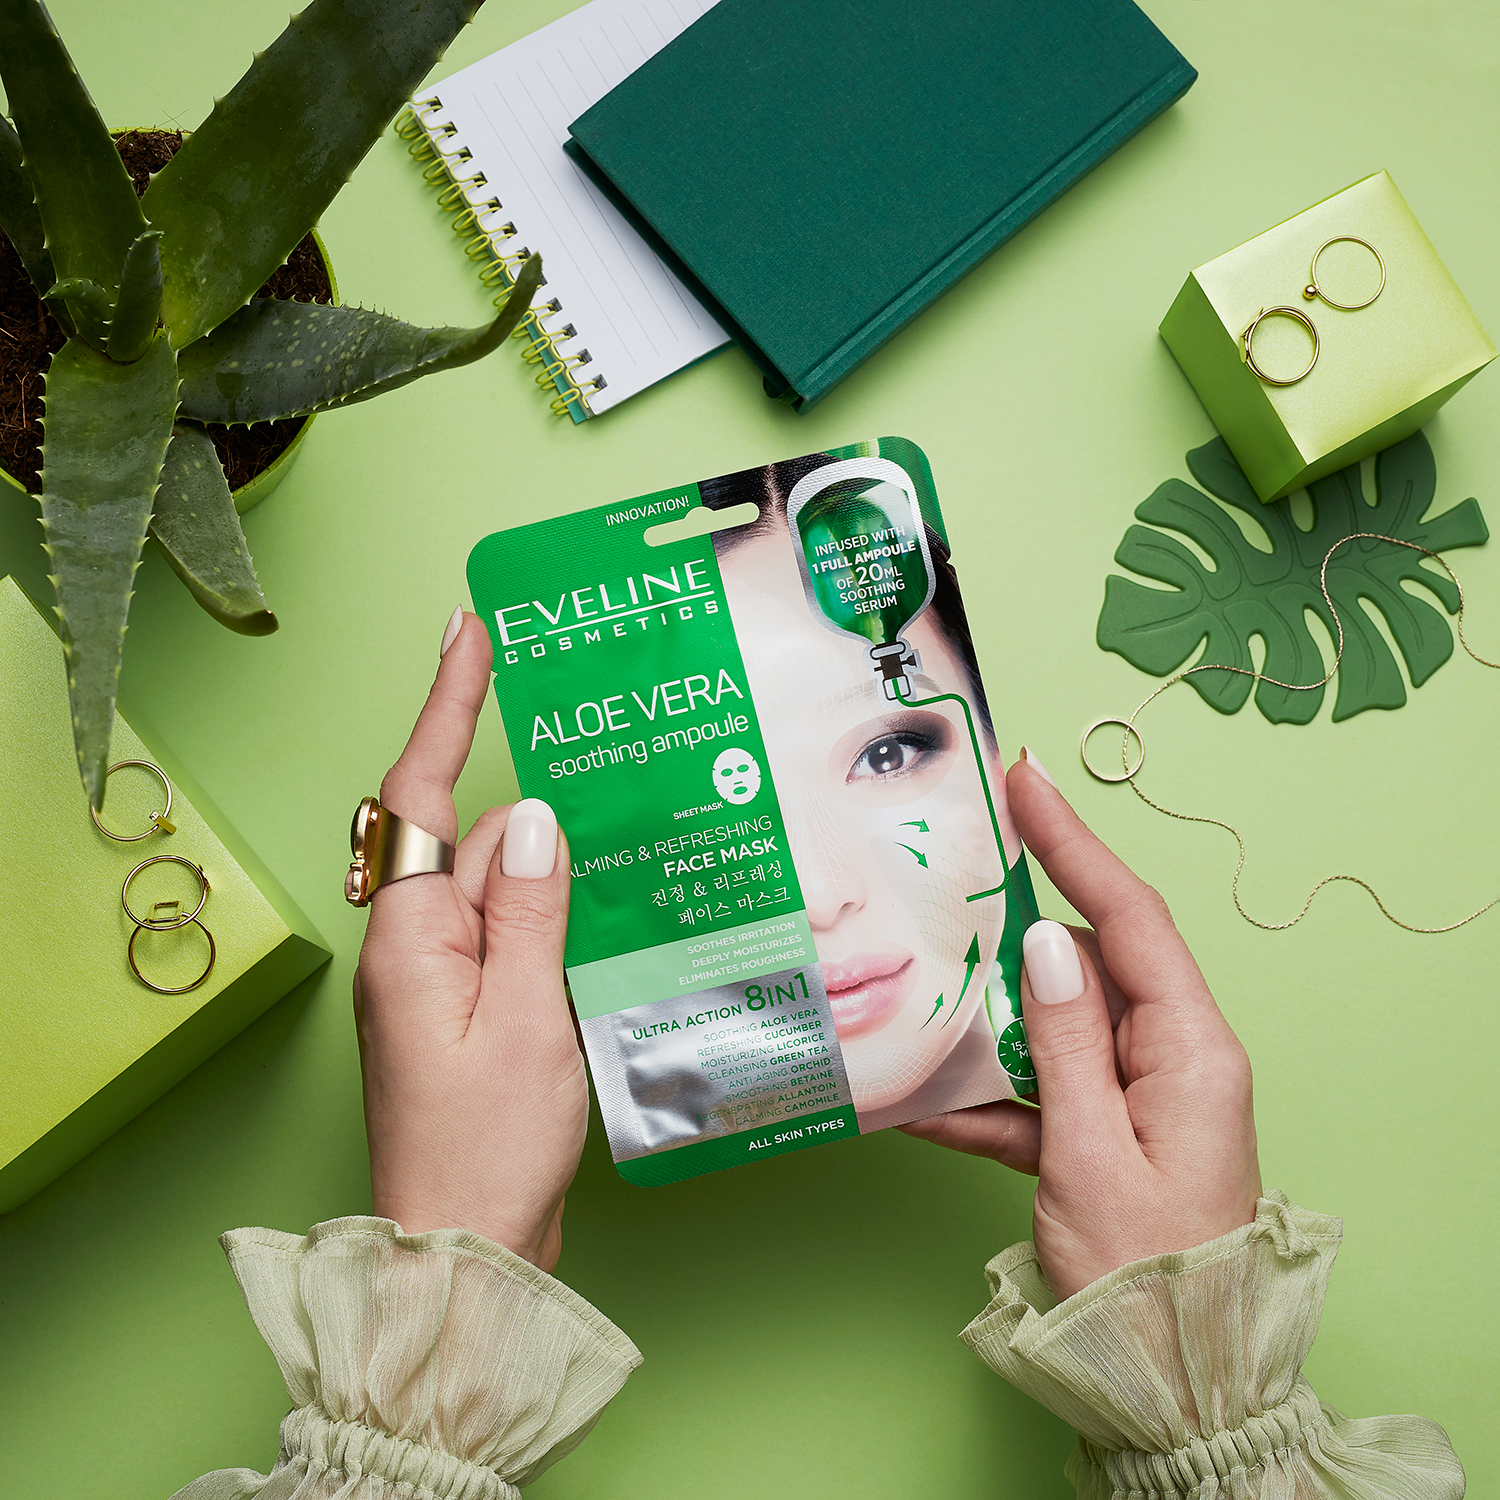 INNOVATION!
EVELINE
COSMETICS
ALOE VERA
soothing ampoule
SHEET MASK
ALMING & REFRESHING
FACE MASK
진정 & 리프레싱
페이스 마스크
SOOTHES IRRITATION
DEEPLY MOISTURIZES
ELIMINATES ROUGHNESS
ULTRA ACTION 8IN1
SOOTHING ALOE VERA
REFRESHING CUCUMBER
MOISTURIZING LICORICE
CLEANSING GREEN TEA
ANTI AGING ORCHID
SMOOTHING BETAINE
REGENERATING ALLANTOIN
CALMING CAMOMILE
ALL SKIN TYPES
INFUSED WITH
1 FULL AMPOULE
OF 20ML
SOOTHING
SERUM